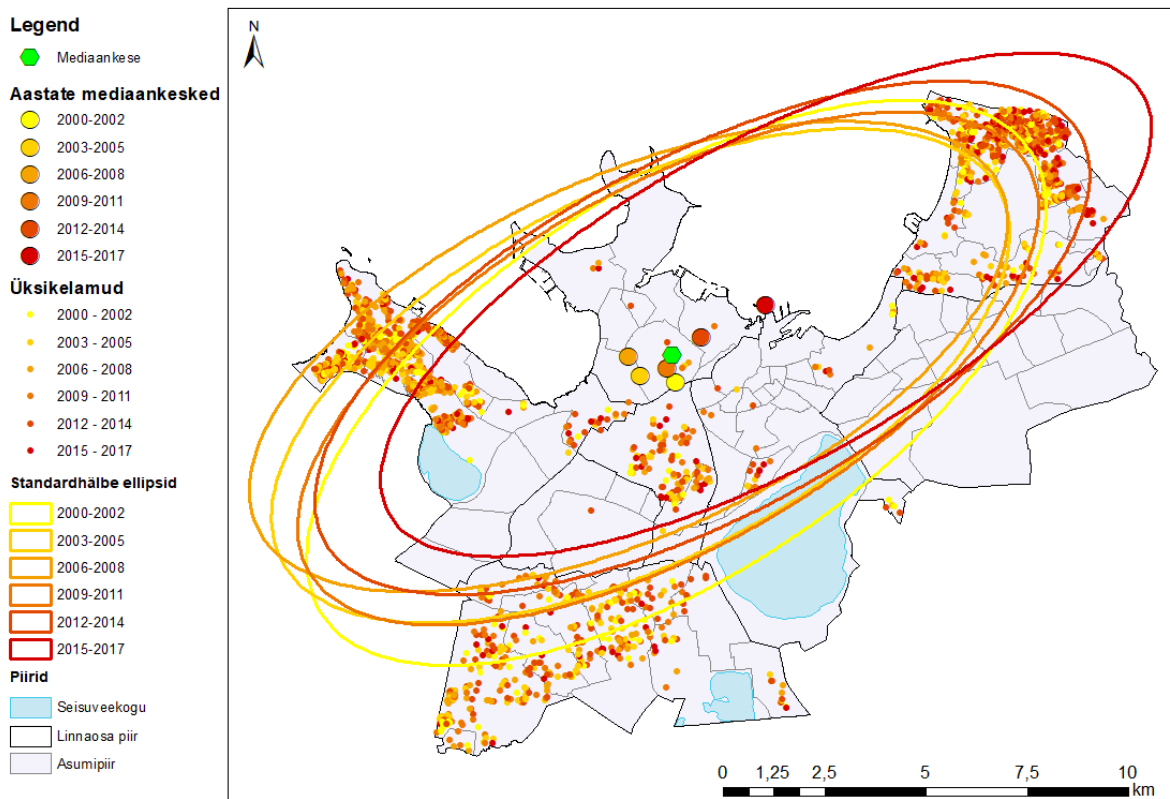 Legend
Mediaankese
Aastate mediaankesked
2000-2002
2003-2005
2006-2008
2009-2011
2012-2014
2015-2017
Üksikelamud
2000 - 2002
2003 - 2005
2006 - 2008
2009 - 2011
2012 - 2014
2015 - 2017
Standardhälbe ellipsid
2000-2002
2003-2005
2006-2008
2009-2011
2012-2014
2015-2017
Piirid
Seisuveekogu
Linnaosa piir
Asumipiir
N
0 1,25 2,5 5 7,5 10
km